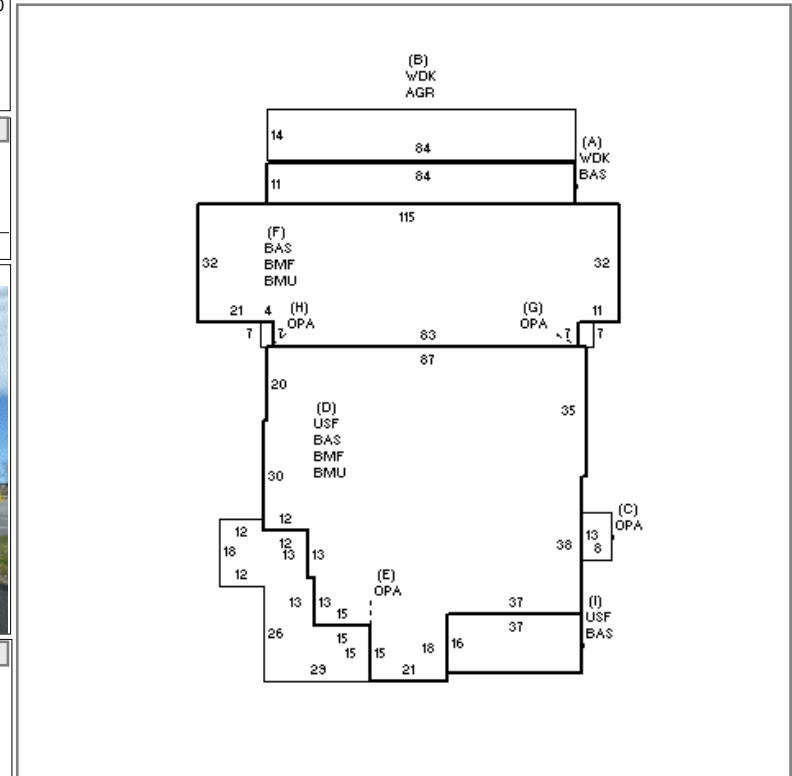 (B)
WDK
AGR
14
84
(A)
WDK
BAS
84
11
115
(F)
BAS
BMF
BMU
32
32
21
4
(H)
OPA
(G)
OPA
11
7
7
83
7
7
87
20
(D)
USF
BAS
BMF
BMU
35
30
12
12
18
12
12
13
13
(C)
OPA
13
8
38
(E)
OPA
13
13
15
37
(I)
USF
BAS
37
26
15
15
15
18
16
29
21